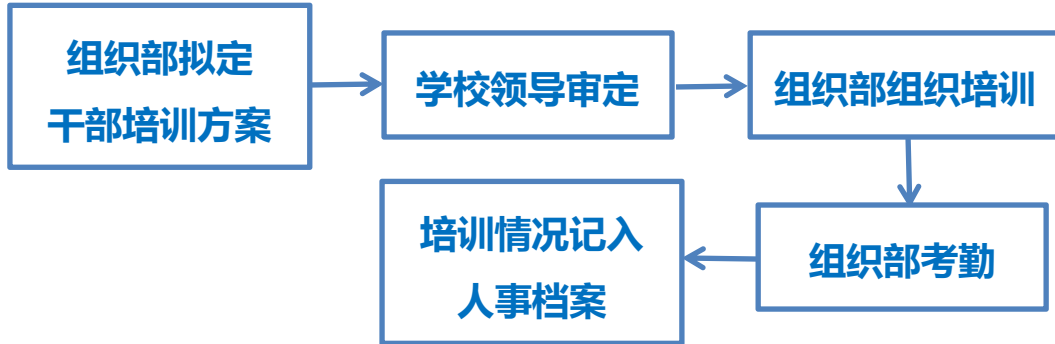 组织部拟定
干部培训方案
学校领导审定
组织部组织培训
组织部考勤
培训情况记入
人事档案